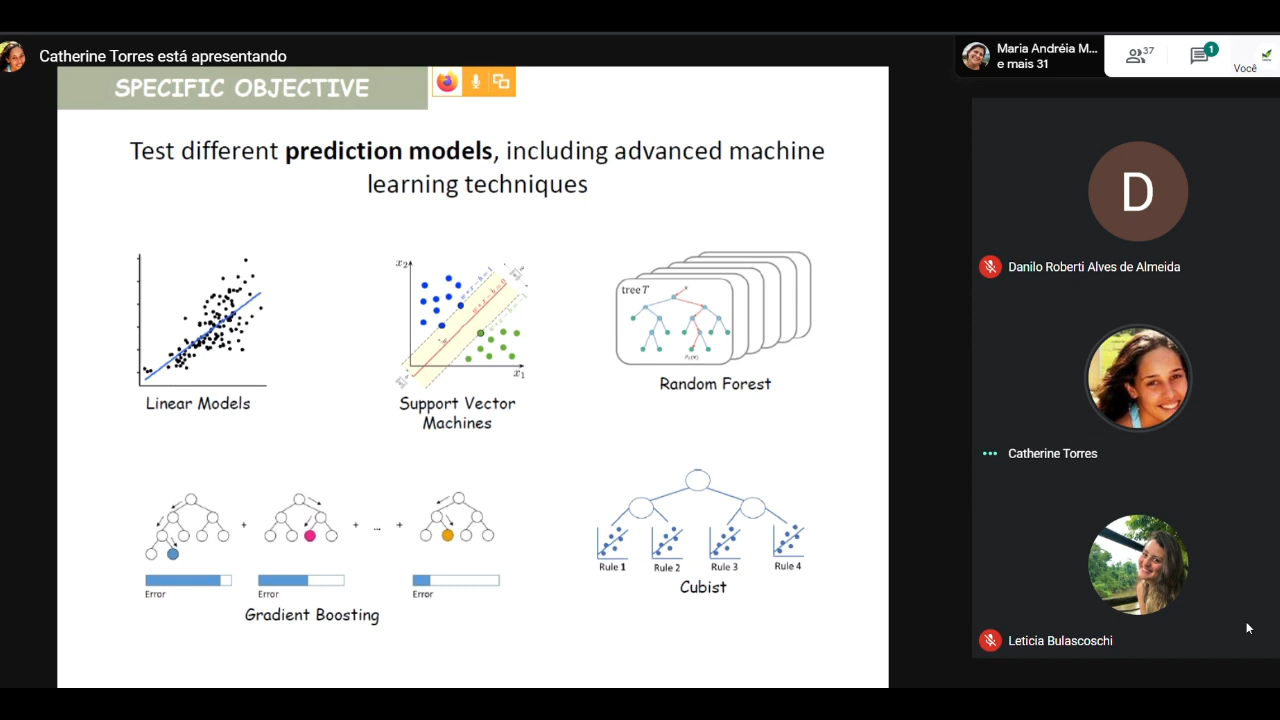 Catherine Torres está apresentando
Maria Andréia M...
e mais 31
37
1
Você
SPECIFIC OBJECTIVE
Test different prediction models, including advanced machine
learning techniques
Linear Models
x₂
x₁
Support Vector
Machines
tree T
Random Forest
+
+ ... +
Error
Error
Error
Gradient Boosting
Rule 1
Rule 2
Rule 3
Rule 4
Cubist
D
Danilo Roberti Alves de Almeida
Catherine Torres
Leticia Bulascoschi